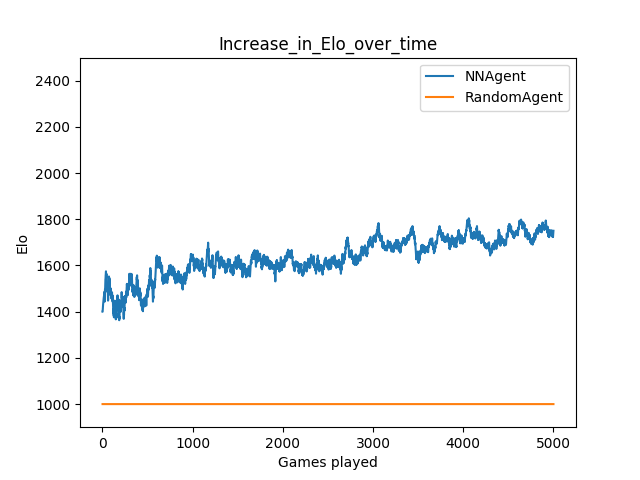 Increase_in_Elo_over_time
NNAgent
RandomAgent
2400
2200
2000
1800
1600
1400
1200
1000
Elo
0 1000 2000 3000 4000 5000
Games played